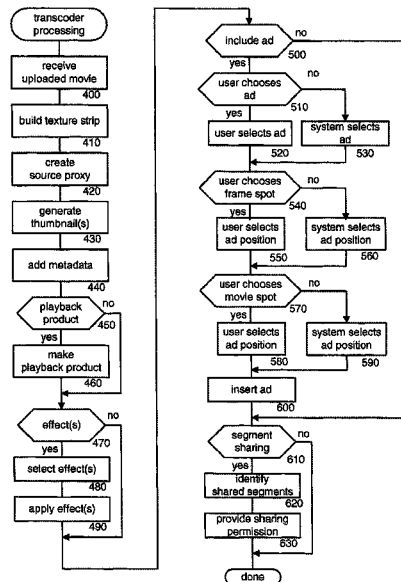 transcoder
processing
receive
uploaded movie
400
build texture strip
410
create
source proxy
420
generate
thumbnail(s)
430
add metadata
440
playback
product
no
450
yes
make
playback product
460
effect(s)
no
470
yes
select effect(s)
480
apply effect(s)
490
include ad
no
500
yes
user chooses
ad
no
510
yes
user selects ad
520
system selects
ad
530
user chooses
frame spot
no
540
yes
user selects
ad position
550
system selects
ad position
560
user chooses
movie spot
no
570
yes
user selects
ad position
580
system selects
ad position
590
insert ad
600
segment
sharing
no
610
yes
identify
shared segments
620
provide sharing
permission
630
done